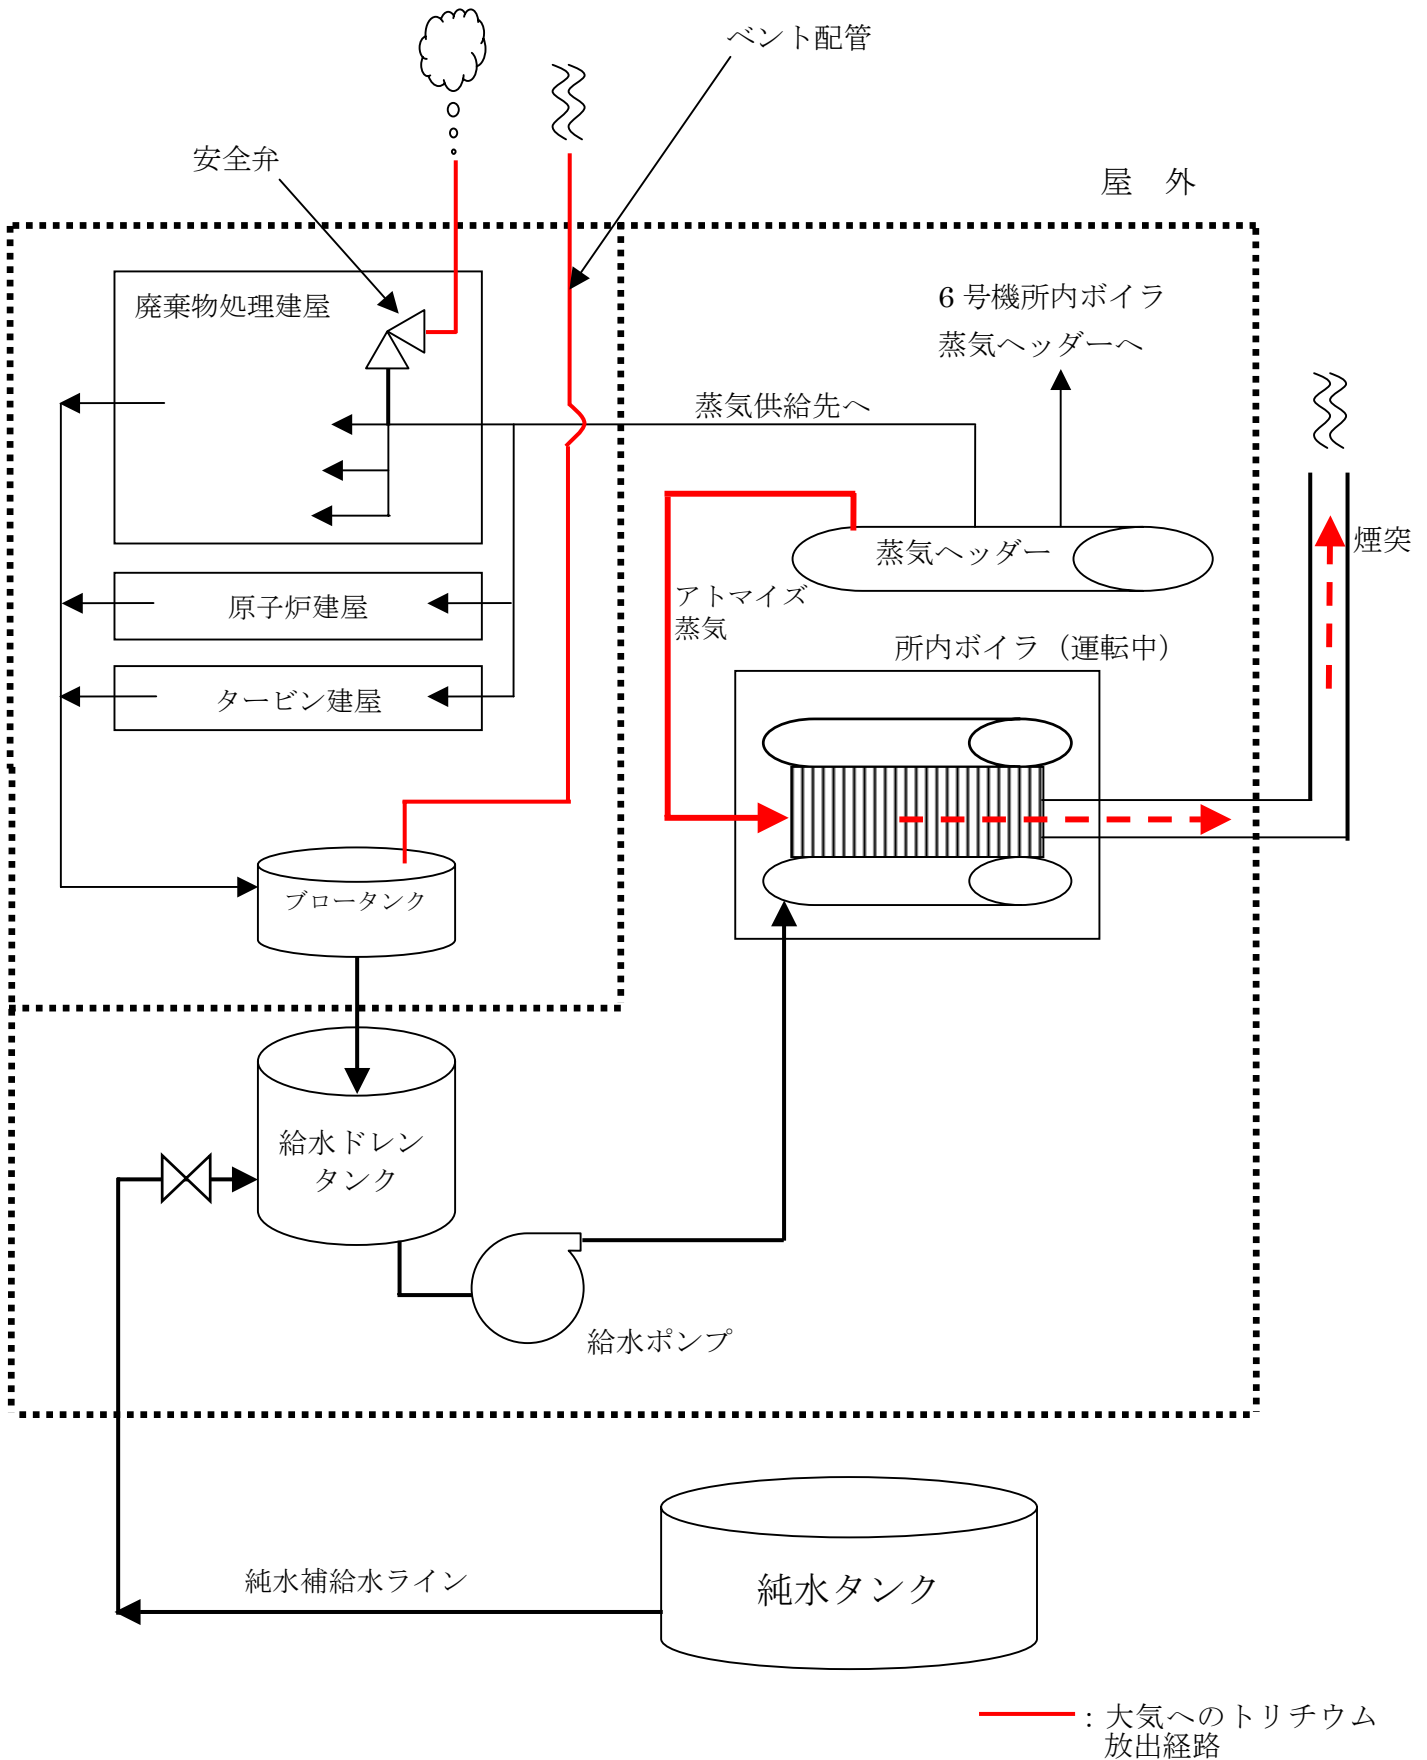 ベント配管
安全弁
屋　外
廃棄物処理建屋
6 号機所内ボイラ
蒸気ヘッダーへ
蒸気供給先へ
煙突
蒸気ヘッダー
アトマイズ
蒸気
原子炉建屋
所内ボイラ（運転中）
タービン建屋
ブロータンク
給水ドレン
タンク
給水ポンプ
純水補給水ライン
純水タンク
：大気へのトリチウム
放出経路